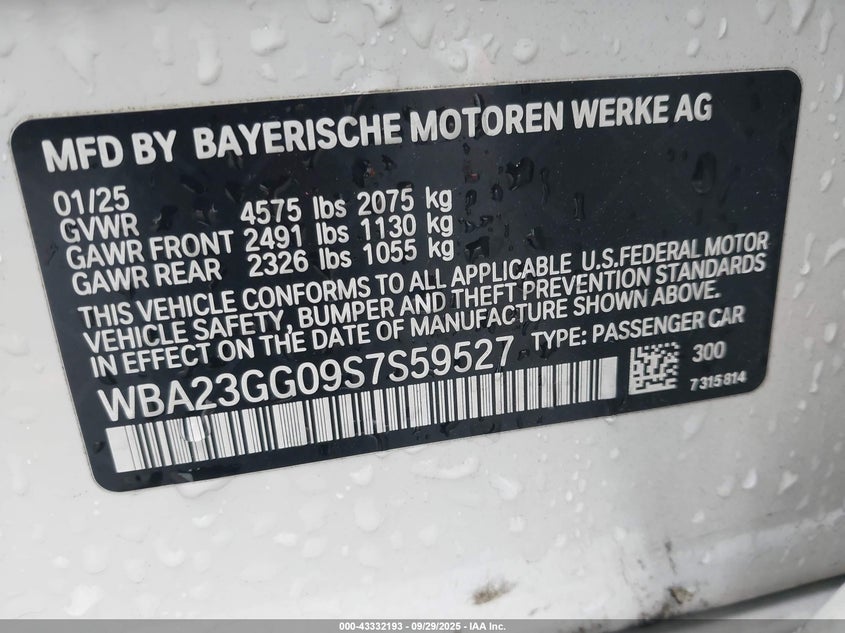 MFD BY BAYERISCHE MOTOREN WERKE AG
01/25
GVWR 4575 lbs 2075 kg
GAWR FRONT 2491 lbs 1130 kg
GAWR REAR 2326 lbs 1055 kg
THIS VEHICLE CONFORMS TO ALL APPLICABLE U.S.FEDERAL MOTOR
VEHICLE SAFETY, BUMPER AND THEFT PREVENTION STANDARDS
IN EFFECT ON THE DATE OF MANUFACTURE SHOWN ABOVE.
WBA23GG09S7S59527 TYPE: PASSENGER CAR
300
7315814
000-43332193 - 09/29/2025 - IAA Inc.